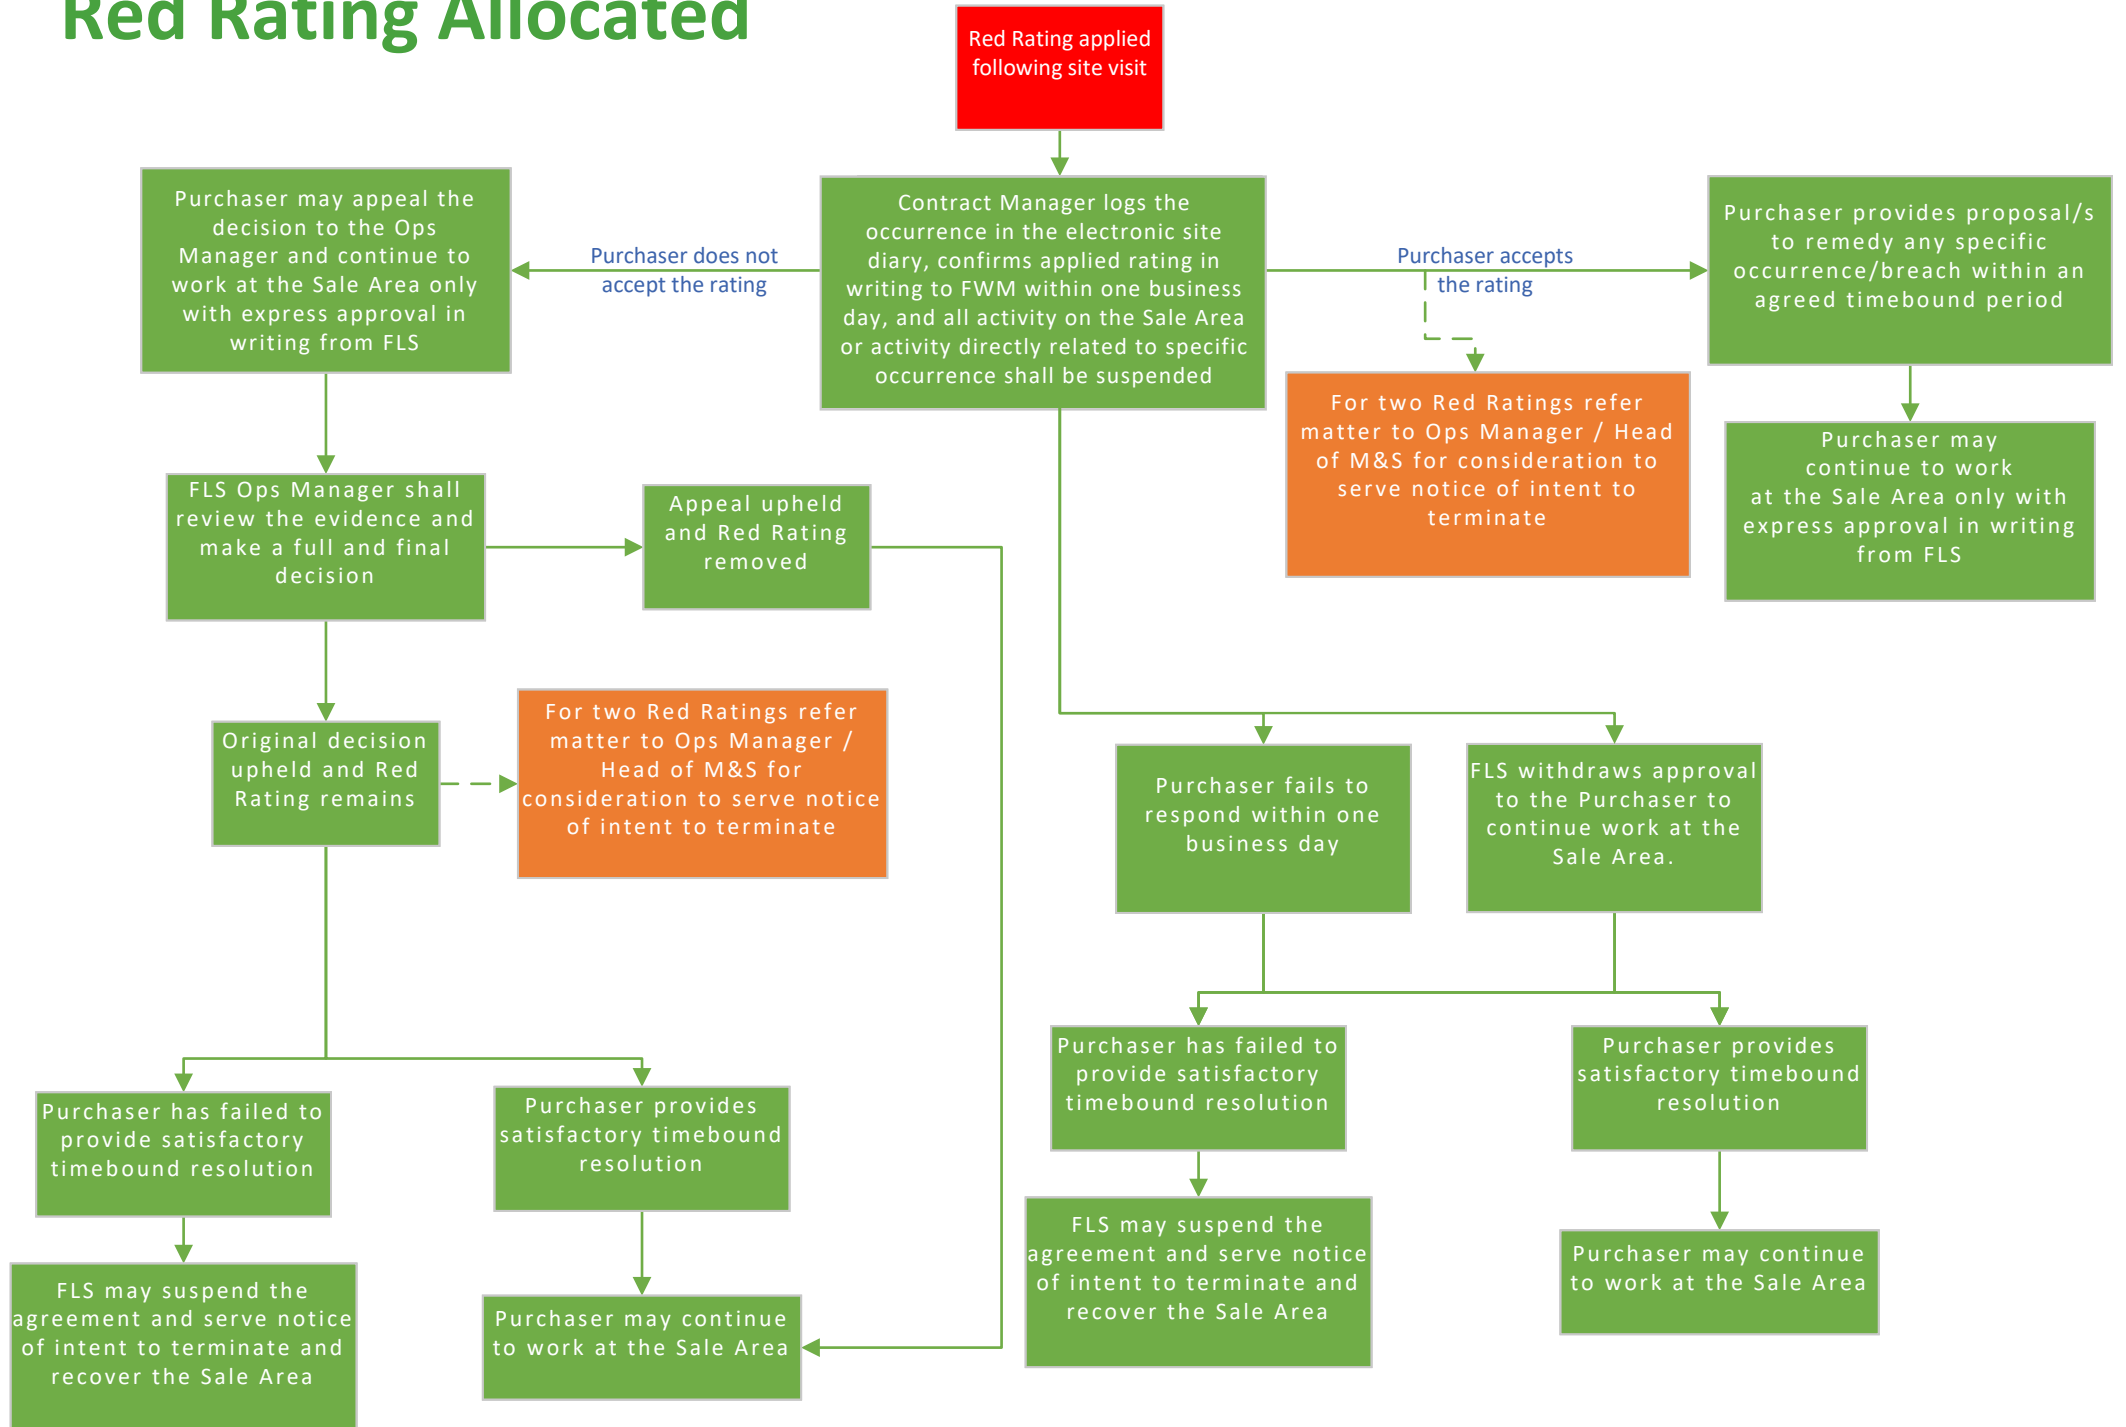 Red Rating Allocated
Red Rating applied
following site visit
Purchaser may appeal the
decision to the Ops
Manager and continue to
work at the Sale Area only
with express approval in
writing from FLS
Purchaser does not
accept the rating
Contract Manager logs the
occurrence in the electronic site
diary, confirms applied rating in
writing to FWM within one business
day, and all activity on the Sale Area
or activity directly related to specific
occurrence shall be suspended
Purchaser accepts
the rating
Purchaser provides proposal/s
to remedy any specific
occurrence/breach within an
agreed timebound period
For two Red Ratings refer
matter to Ops Manager / Head
of M&S for consideration to
serve notice of intent to
terminate
Purchaser may
continue to work
at the Sale Area only with
express approval in writing
from FLS
FLS Ops Manager shall
review the evidence and
make a full and final
decision
Appeal upheld
and Red Rating
removed
Original decision
upheld and Red
Rating remains
For two Red Ratings refer
matter to Ops Manager /
Head of M&S for
consideration to serve notice
of intent to terminate
Purchaser fails to
respond within one
business day
FLS withdraws approval
to the Purchaser to
continue work at the
Sale Area.
Purchaser has failed to
provide satisfactory
timebound resolution
Purchaser provides
satisfactory timebound
resolution
Purchaser has failed to
provide satisfactory
timebound resolution
Purchaser provides
satisfactory timebound
resolution
FLS may suspend the
agreement and serve notice
of intent to terminate and
recover the Sale Area
Purchaser may continue
to work at the Sale Area
FLS may suspend the
agreement and serve notice
of intent to terminate and
recover the Sale Area
Purchaser may continue
to work at the Sale Area